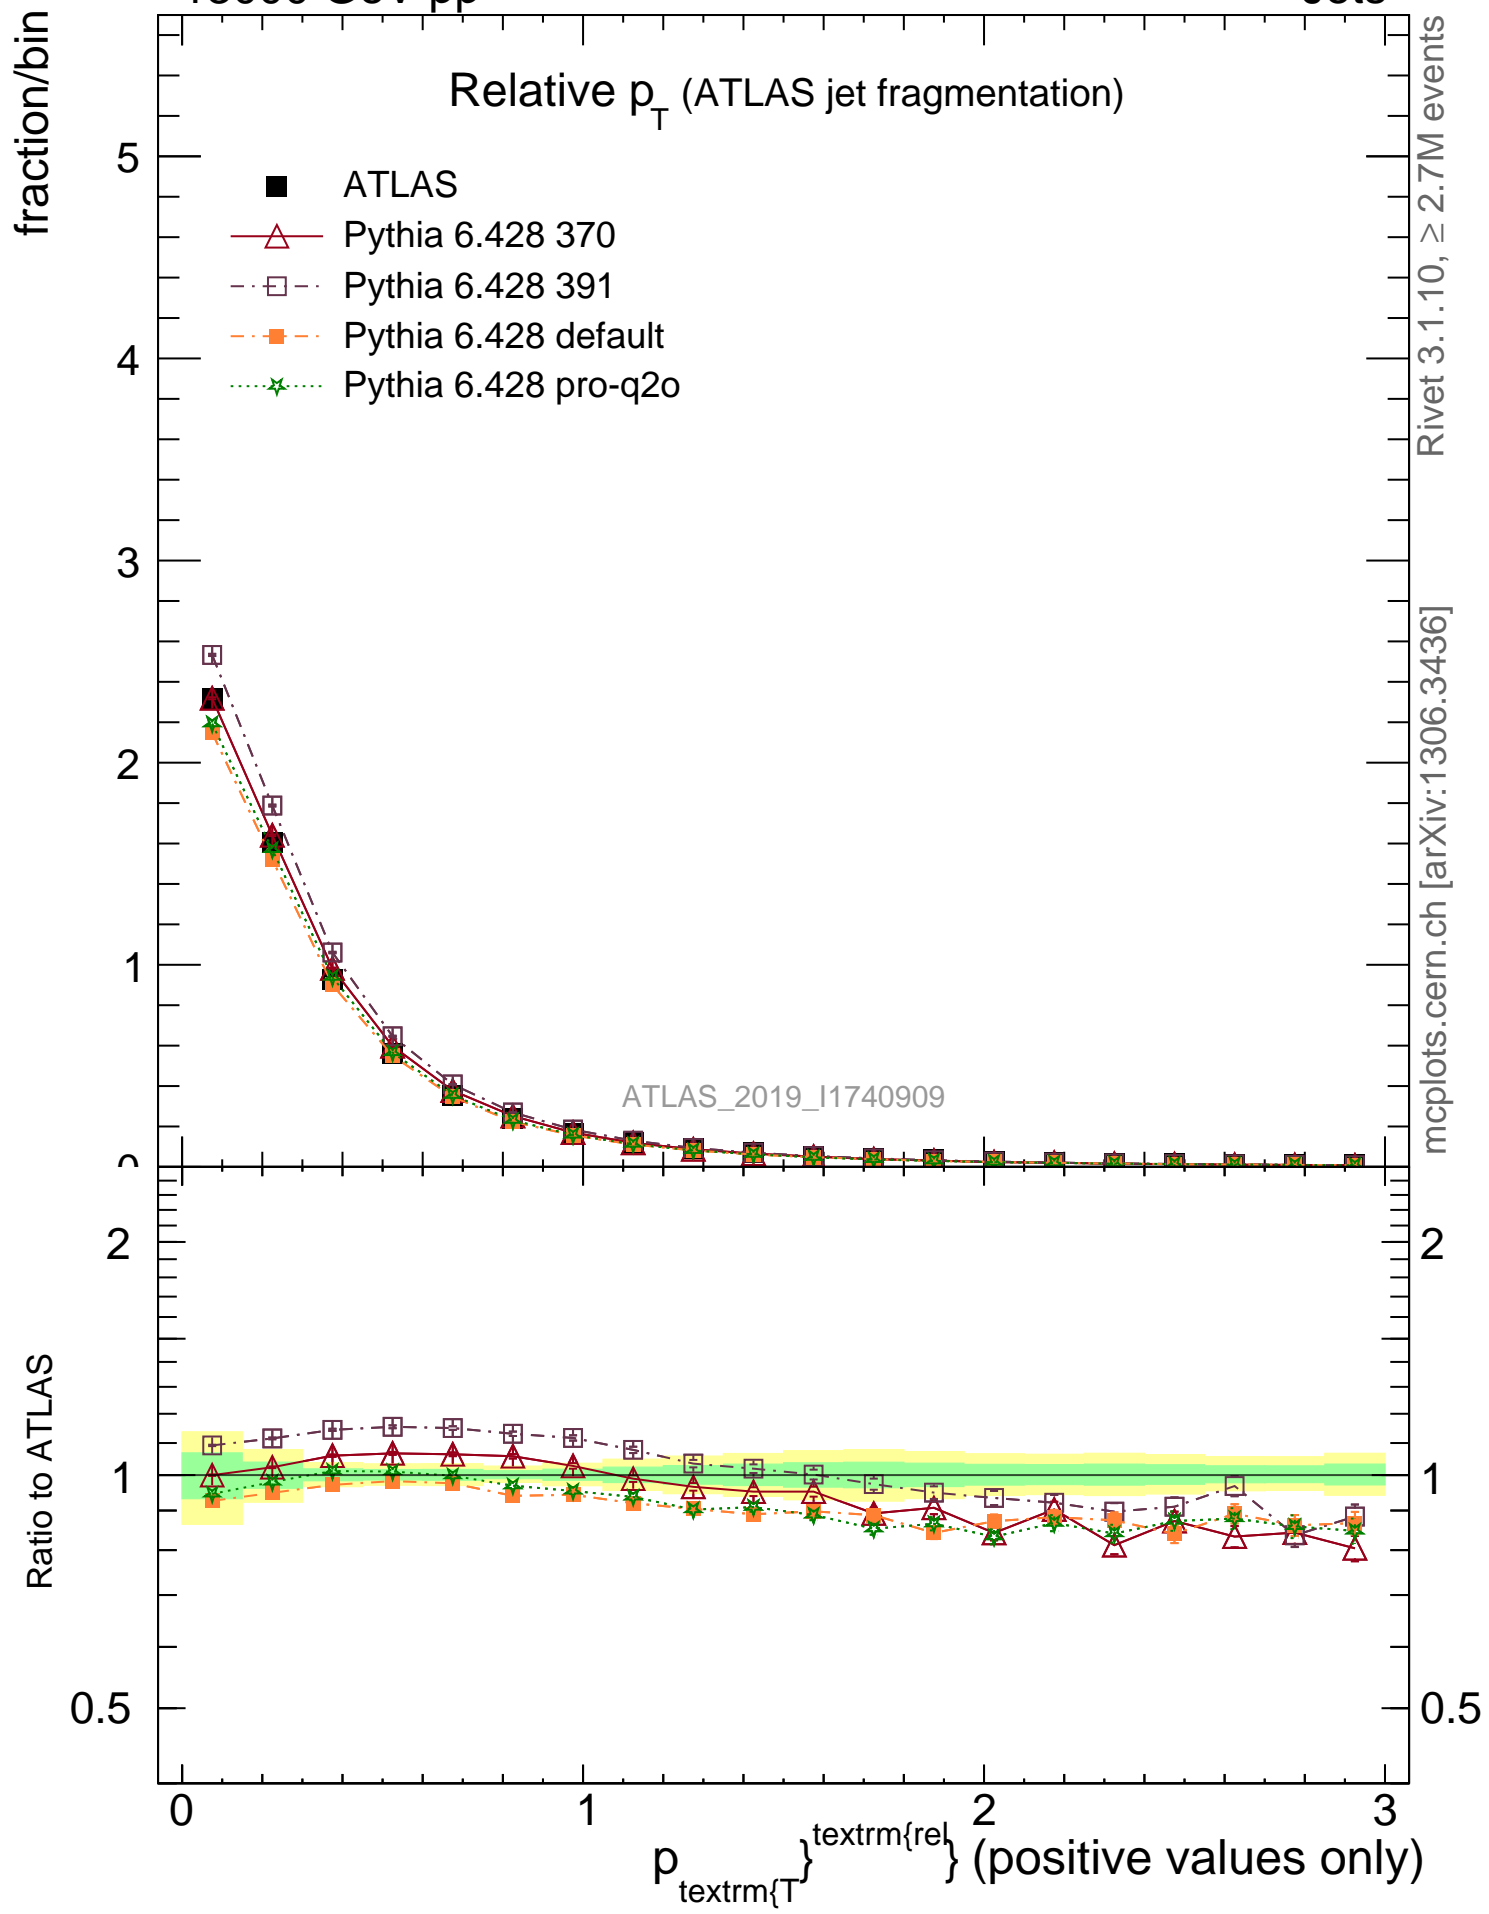 fraction/bin
Relative pT (ATLAS jet fragmentation)
ATLAS
Pythia 6.428 370
Pythia 6.428 391
Pythia 6.428 default
Pythia 6.428 pro-q2o
5
4
3
2
1
ATLAS_2019_I1740909
Rivet 3.1.10, ≥ 2.7M events
mcplots.cern.ch [arXiv:1306.3436]
Ratio to ATLAS
2
1
0.5
2
1
0.5
0 1 2 3
p_textrm{T}^textrm{rel} (positive values only)